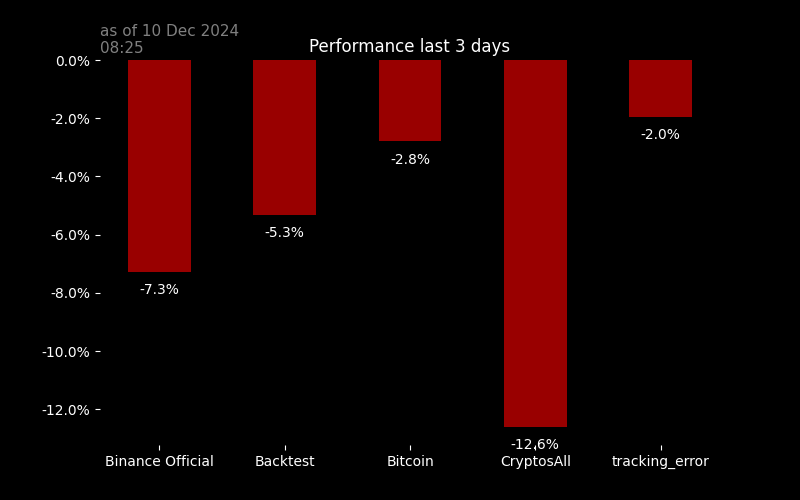 as of 10 Dec 2024
08:25
Performance last 3 days
0.0%
-2.0%
-4.0%
-6.0%
-8.0%
-10.0%
-12.0%
-7.3%
-5.3%
-2.8%
-12.6%
-2.0%
Binance Official
Backtest
Bitcoin
CryptosAll
tracking_error